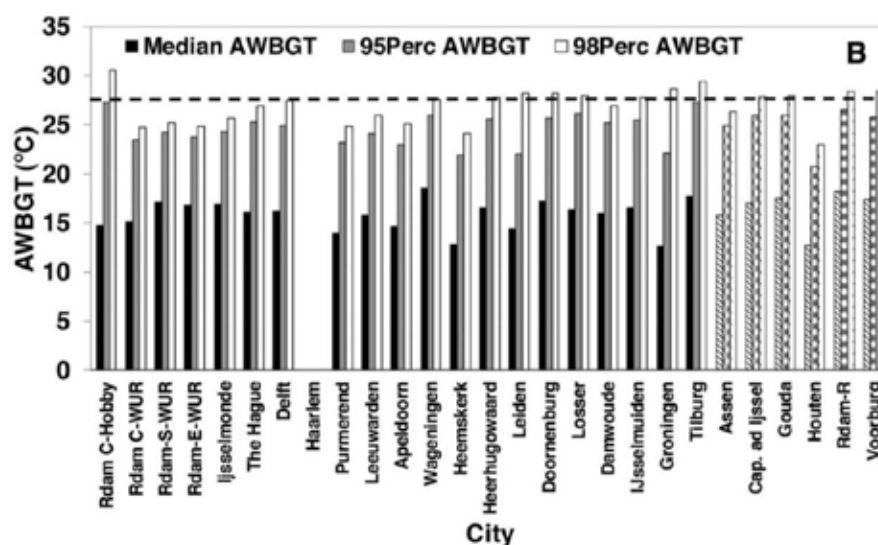 35
30
25
20
15
10
5
0
AWBGT (°C)
Median AWBGT 95Perc AWBGT 98Perc AWBGT
B
Rdam C-Hobby
Rdam C-WUR
Rdam-S-WUR
Rdam-E-WUR
Ijsselmonde
The Hague
Delft
Haarlem
Purmerend
Leeuwarden
Apeldoorn
Wageningen
Heemskerk
Heerhugowaard
Leiden
Doornenburg
Losser
Damwoude
IJsselmuiden
Groningen
Tilburg
Assen
Cap. ad Ijssel
Gouda
Houten
Rdam-R
Voorburg
City